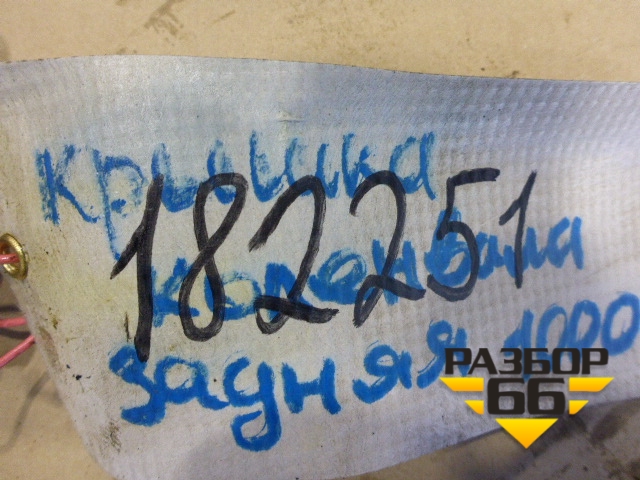 крышка
182251
коленвала
задняя 1000
РАЗБОР
66